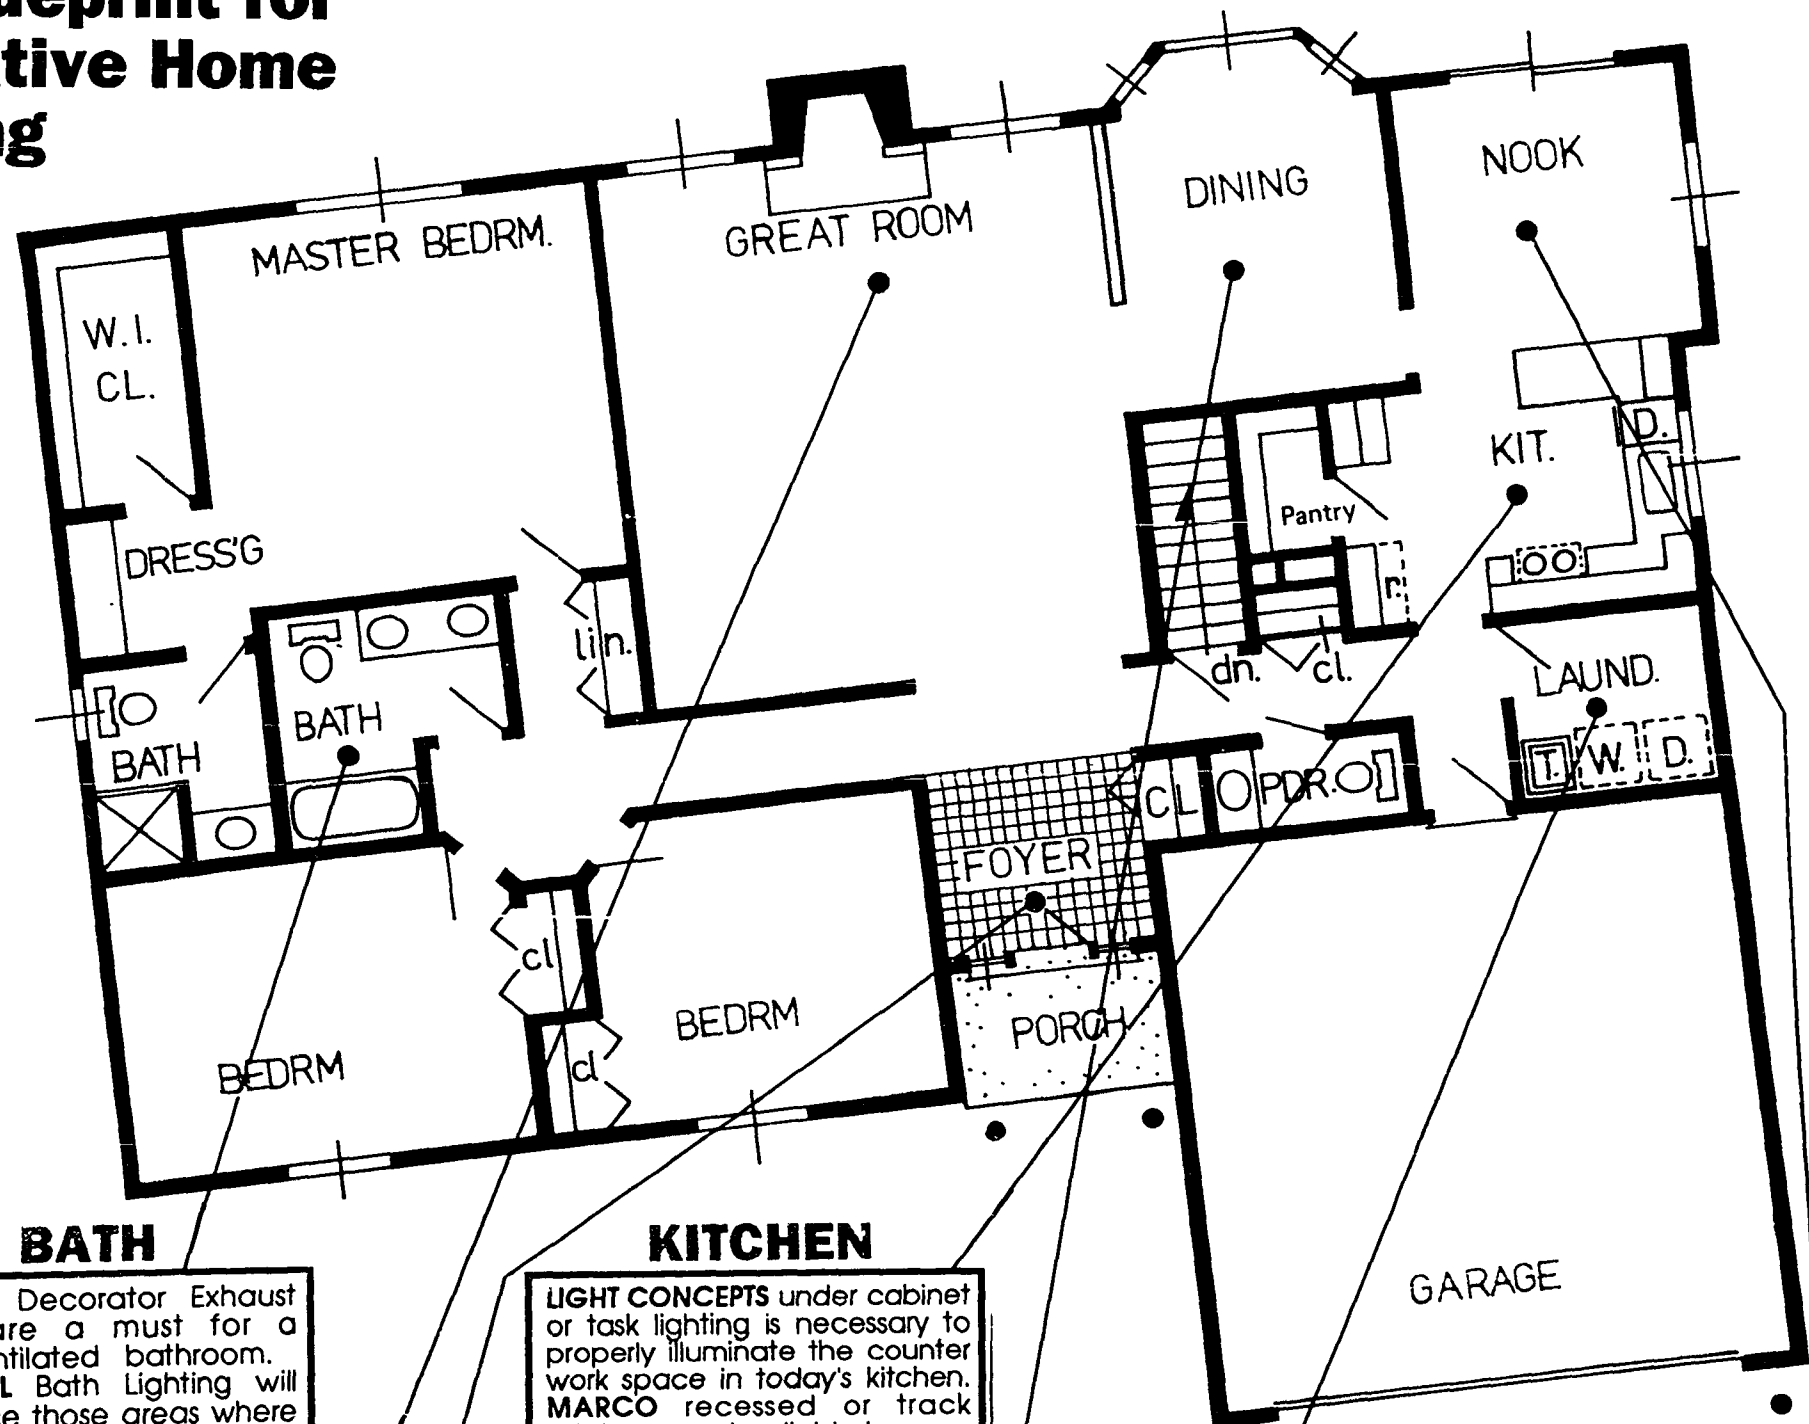 for
tive Home
g
MASTER BEDRM.
GREAT ROOM
DINING
NOOK
W. I.
CL.
DRESS'G
lin.
BATH
BATH
Pantry
KIT.
D.
r.
dn.
cl.
LAUND.
T. W. D.
CL
PDR.
FOYER
PORCH
cl
cl
BEDRM
BEDRM
GARAGE
BATH
Decorator Exhaust
are a must for a
ntilated bathroom.
L Bath Lighting will
those areas where
KITCHEN
LIGHT CONCEPTS under cabinet
or task lighting is necessary to
properly illuminate the counter
work space in today's kitchen.
MARCO recessed or track